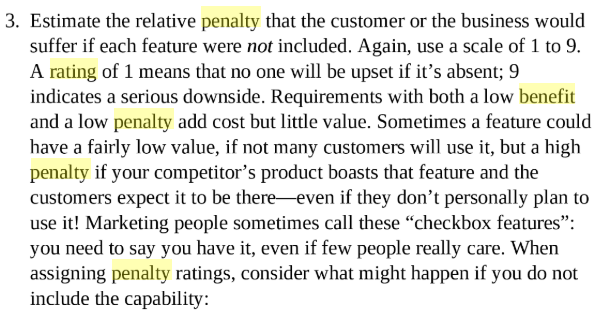 3. Estimate the relative penalty that the customer or the business would
suffer if each feature were not included. Again, use a scale of 1 to 9.
A rating of 1 means that no one will be upset if it’s absent; 9
indicates a serious downside. Requirements with both a low benefit
and a low penalty add cost but little value. Sometimes a feature could
have a fairly low value, if not many customers will use it, but a high
penalty if your competitor’s product boasts that feature and the
customers expect it to be there—even if they don’t personally plan to
use it! Marketing people sometimes call these “checkbox features”:
you need to say you have it, even if few people really care. When
assigning penalty ratings, consider what might happen if you do not
include the capability: